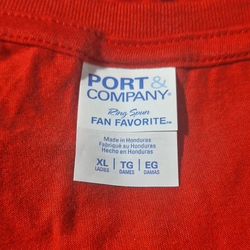 PORT &
COMPANY®
Ring Spun
FAN FAVORITE™
Made in Honduras
Fabriqué au Honduras
Hecho en Honduras
XL | TG | EG
LADIES DAMES DAMAS